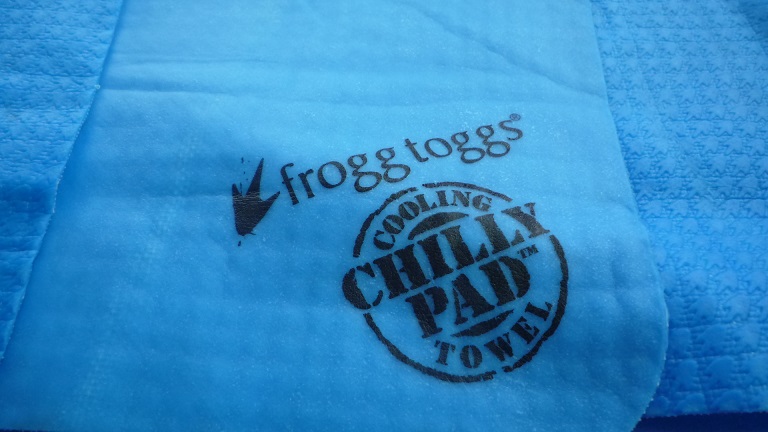 frogg toggs®
COOLING
CHILLY
PAD™
TOWEL